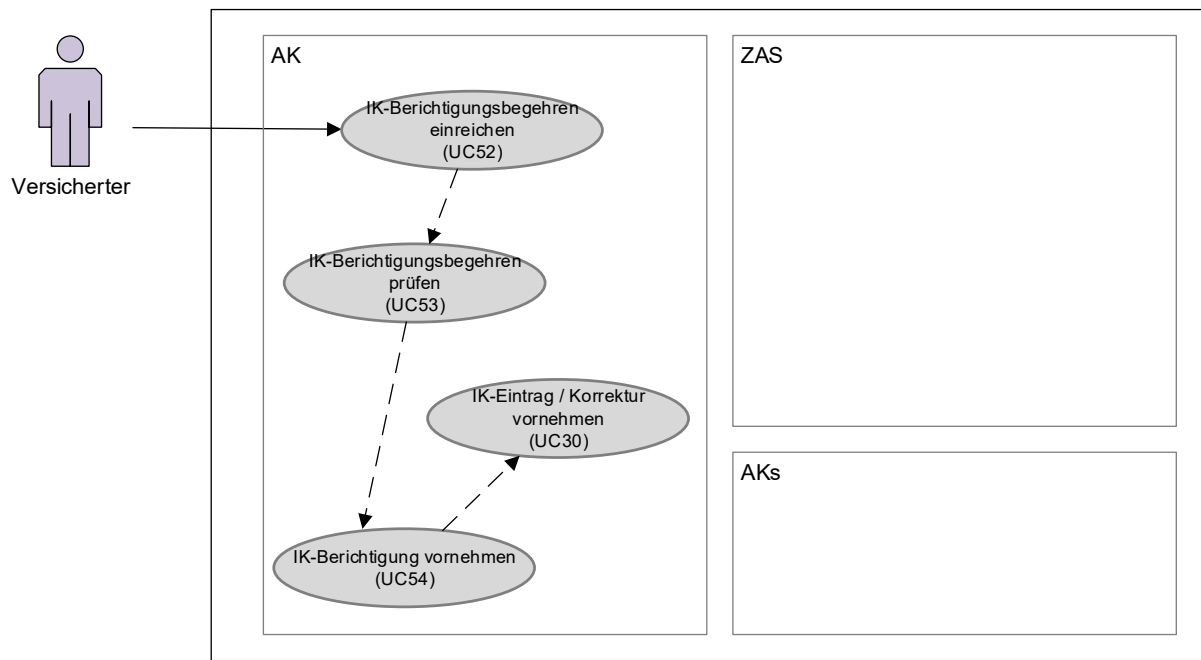 Versicherter
AK
IK-Berichtigungsbegehren
einreichen
(UC52)
IK-Berichtigungsbegehren
prüfen
(UC53)
IK-Eintrag / Korrektur
vornehmen
(UC30)
IK-Berichtigung vornehmen
(UC54)
ZAS
AKs